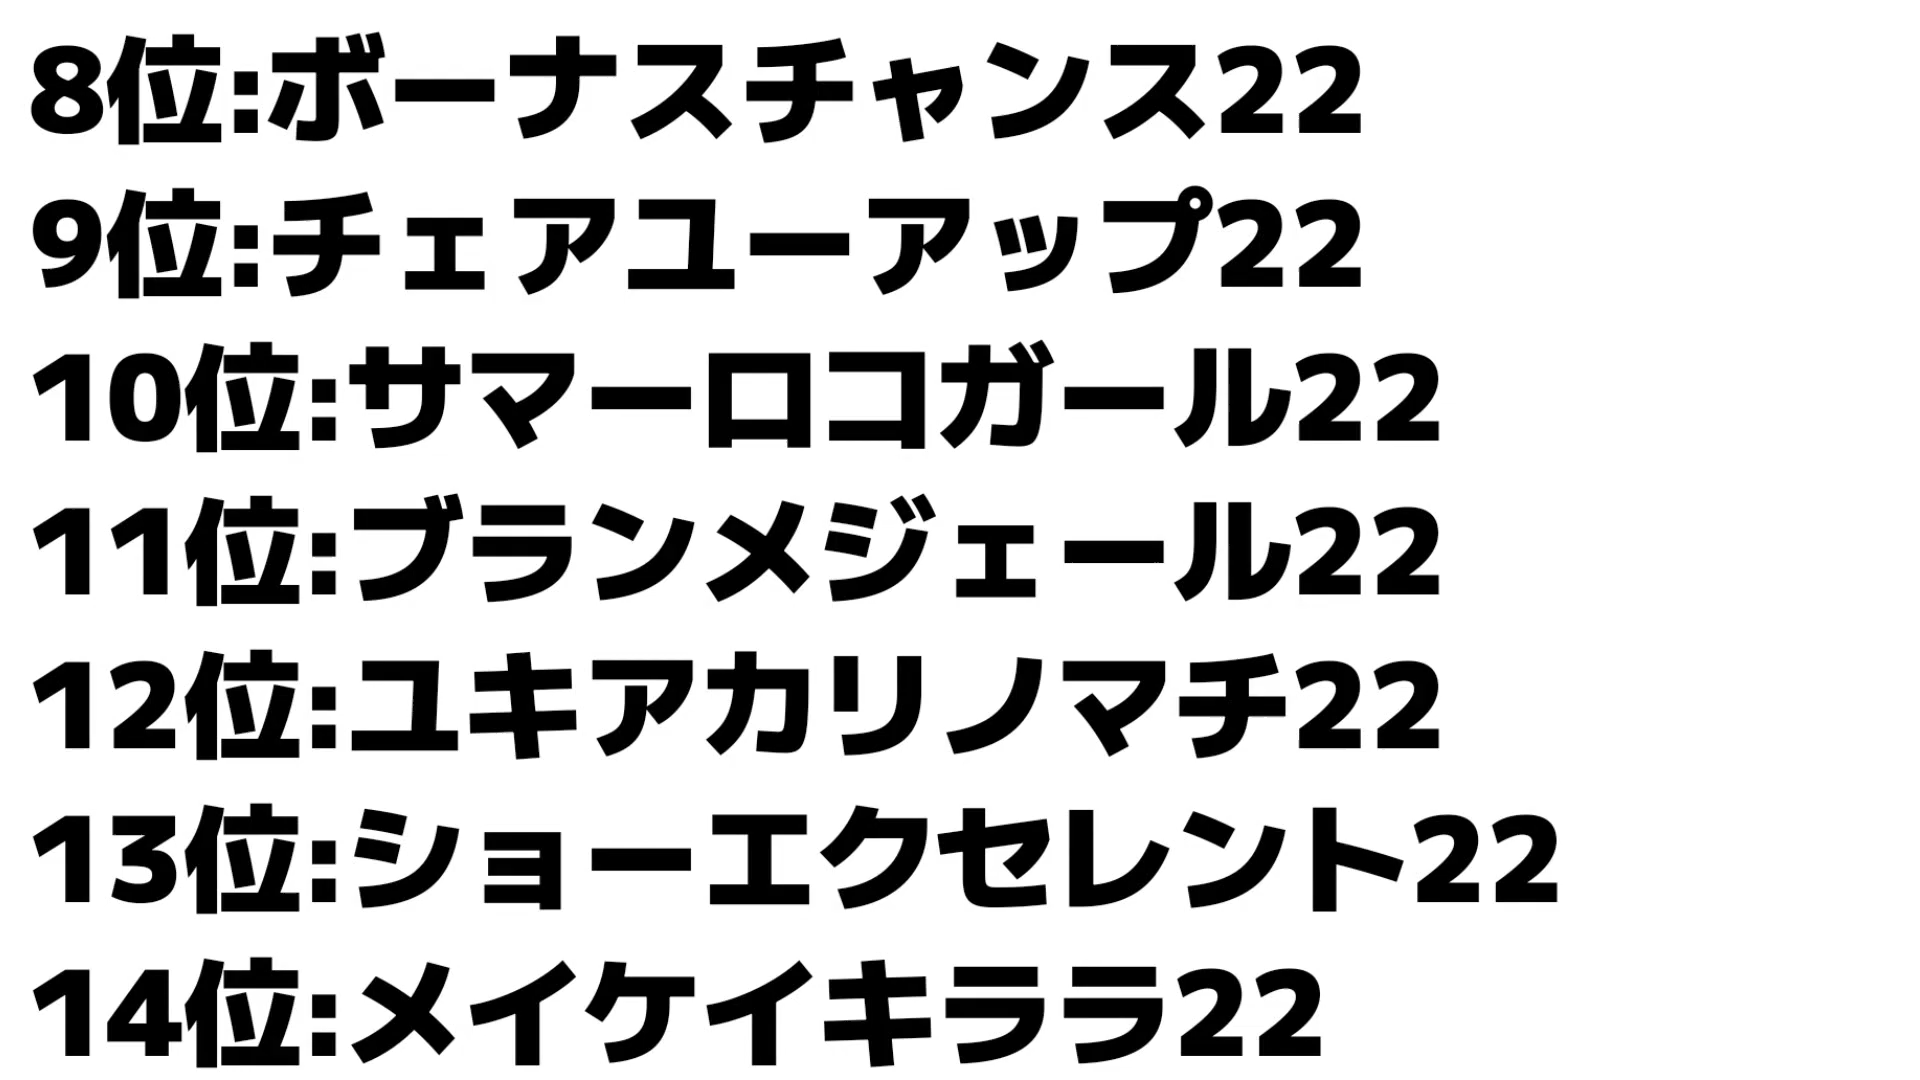 8位:ボーナスチャンス22
9位:チェアユーアップ22
10位:サマーロコガール22
11位:ブランメジェール22
12位:ユキアカリノマチ22
13位:ショーエクセレント22
14位:メイケイキララ22